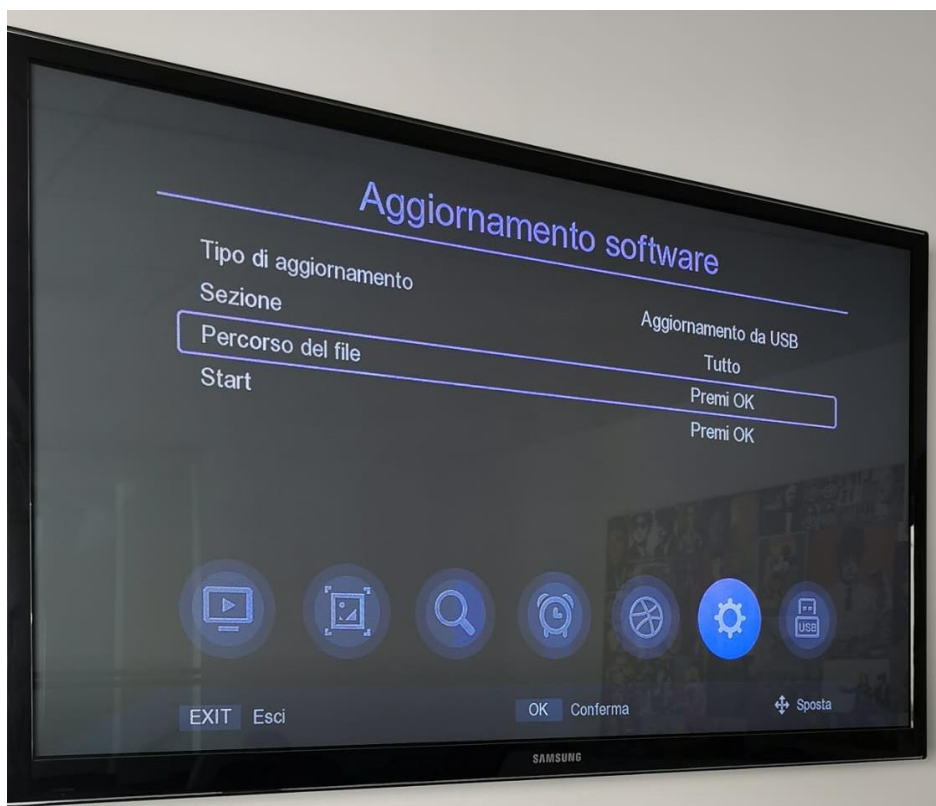 Aggiornamento software
Tipo di aggiornamento Aggiornamento da USB
Sezione Tutto
Percorso del file Premi OK
Start Premi OK
USB
EXIT Esci OK Conferma Sposta
SAMSUNG